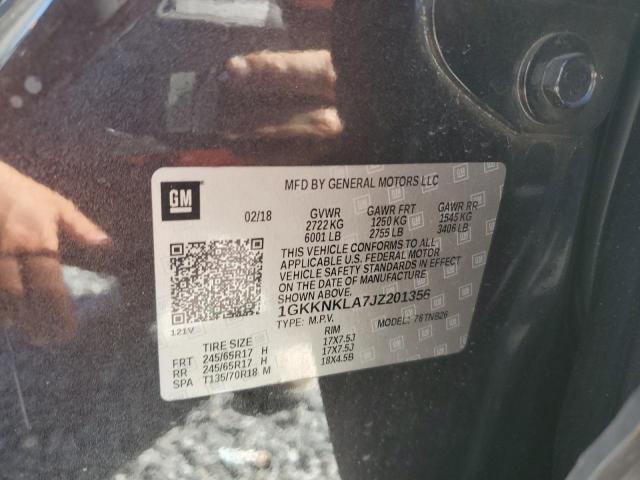 GM
MFD BY GENERAL MOTORS LLC
02/18 GVWR GAWR FRT GAWR RR
2722 KG 1250 KG 1545 KG
6001 LB 2755 LB 3406 LB
THIS VEHICLE CONFORMS TO ALL
APPLICABLE U.S. FEDERAL MOTOR
VEHICLE SAFETY STANDARDS IN EFFECT
ON THE DATE OF MANUFACTURE
SHOWN ABOVE.
1GKKNKLA7JZ201356
121V
TYPE: M.P.V. MODEL: 76TNB26
TIRE SIZE RIM
FRT 245/65R17 H 17X7.5J
RR 245/65R17 H 17X7.5J
SPA T135/70R18 M 18X4.5B